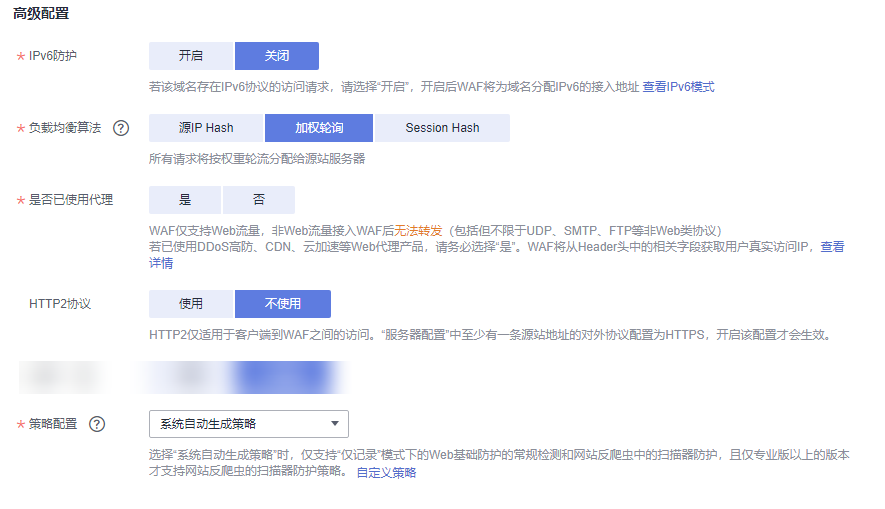 高级配置
* IPv6防护 开启 关闭
若该域名存在IPv6协议的访问请求，请选择“开启”，开启后WAF将为域名分配IPv6的接入地址 查看IPv6模式
* 负载均衡算法 ? 源IP Hash 加权轮询 Session Hash
所有请求将按权重轮流分配给源站服务器
* 是否已使用代理 是 否
WAF仅支持Web流量，非Web流量接入WAF后无法转发（包括但不限于UDP、SMTP、FTP等非Web类协议）
若已使用DDoS高防、CDN、云加速等Web代理产品，请务必选择“是”。WAF将从Header头中的相关字段获取用户真实访问IP，查看
详情
HTTP2协议 使用 不使用
HTTP2仅适用于客户端到WAF之间的访问。“服务器配置”中至少有一条源站地址的对外协议配置为HTTPS，开启该配置才会生效。
* 策略配置 ? 系统自动生成策略
选择“系统自动生成策略”时，仅支持“仅记录”模式下的Web基础防护的常规检测和网站反爬虫中的扫描器防护，且仅专业版以上的版本
才支持网站反爬虫的扫描器防护策略。 自定义策略